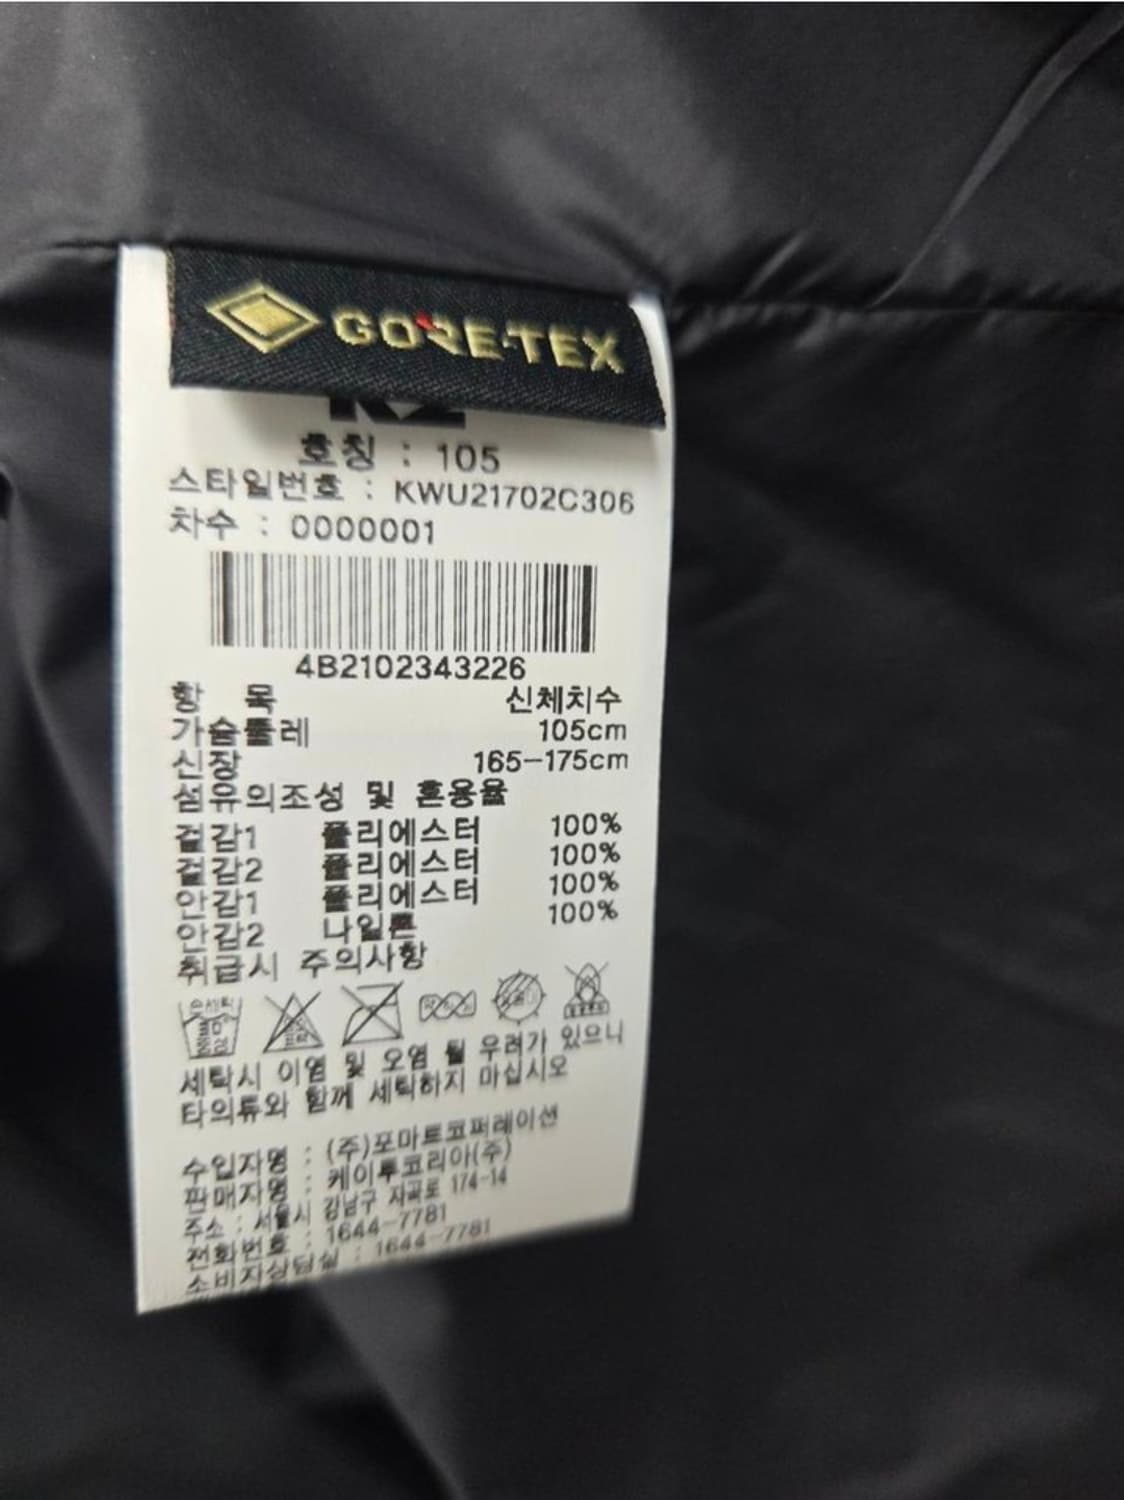 GORE-TEX
K2
호칭 : 105
스타일번호 : KWU21702C306
차수 : 0000001
4B2102343226
항 목 신체치수
가슴둘레 105cm
신장 165-175cm
섬유의조성 및 혼용율
겉감1 폴리에스터 100%
겉감2 폴리에스터 100%
안감1 폴리에스터 100%
안감2 나일론 100%
취급시 주의사항
손세탁
30°
중성
세탁시 이염 및 오염 될 우려가 있으니
타의류와 함께 세탁하지 마십시오
수입자명 : (주)포마트코퍼레이션
판매자명 : 케이투코리아(주)
주소 : 서울시 강남구 자곡로 174-14
전화번호 : 1644-7781
소비자상담실 : 1644-7781